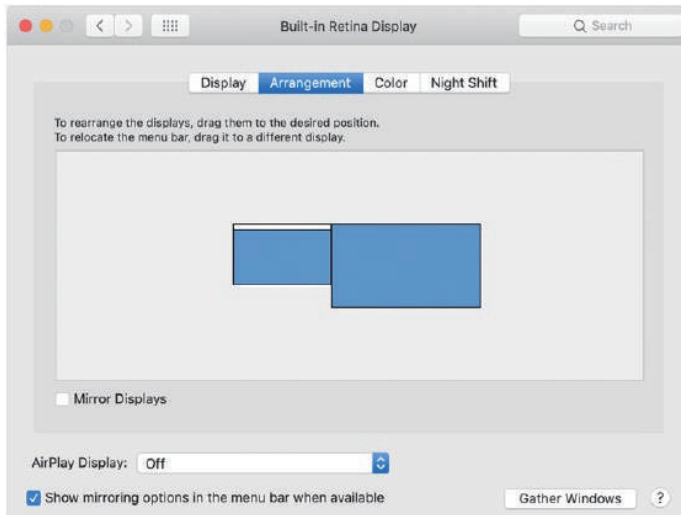 Built-in Retina Display
Search
Display Arrangement Color Night Shift
To rearrange the displays, drag them to the desired position.
To relocate the menu bar, drag it to a different display.
Mirror Displays
AirPlay Display: Off
Show mirroring options in the menu bar when available
Gather Windows ?